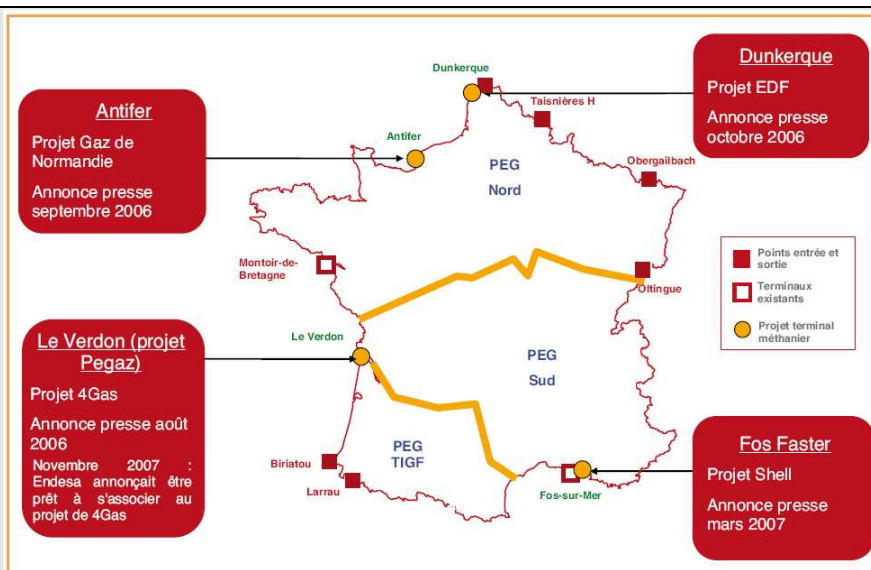 Antifer
Projet Gaz de
Normandie
Annonce presse
septembre 2006
Dunkerque
Projet EDF
Annonce presse
octobre 2006
Dunkerque
Taisnières H
Antifer
Obergailbach
PEG
Nord
Montoir-de-
Bretagne
Oltingue
Points entrée et
sortie
Terminaux
existants
Projet terminal
méthanier
Le Verdon (projet
Pegaz)
Projet 4Gas
Annonce presse août
2006
Novembre 2007 :
Endesa annonçait être
prêt à s'associer au
projet de 4Gas
Le Verdon
PEG
Sud
PEG
TIGF
Biriatou
Larrau
Fos-sur-Mer
Fos Faster
Projet Shell
Annonce presse
mars 2007